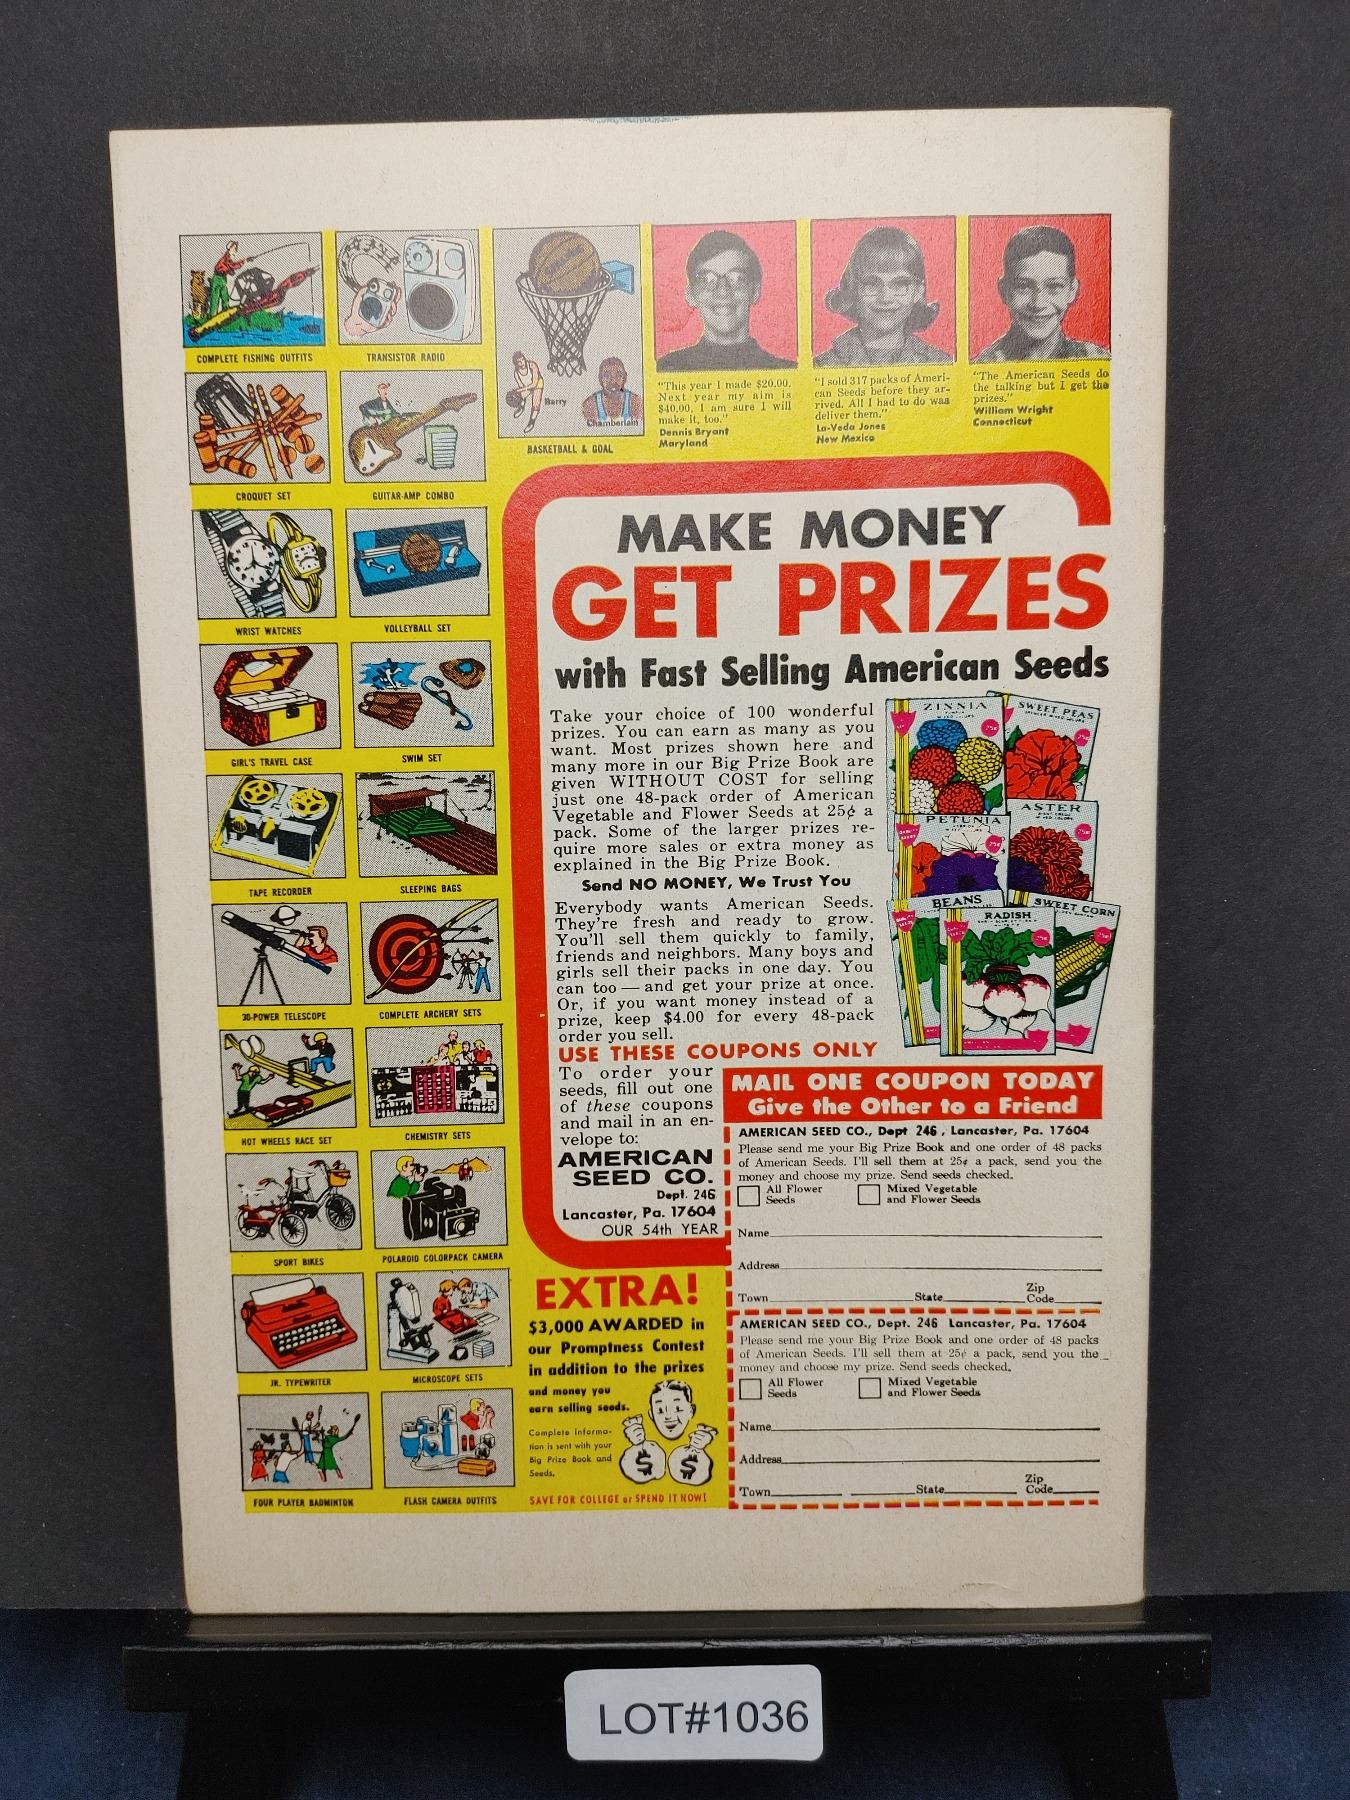 COMPLETE FISHING OUTFITS
TRANSISTOR RADIO
Barry
Chamberlain
BASKETBALL & GOAL
CROQUET SET
GUITAR-AMP COMBO
WRIST WATCHES
VOLLEYBALL SET
GIRL'S TRAVEL CASE
SWIM SET
TAPE RECORDER
SLEEPING BAGS
30-POWER TELESCOPE
COMPLETE ARCHERY SETS
HOT WHEELS RACE SET
CHEMISTRY SETS
SPORT BIKES
POLAROID COLORPACK CAMERA
JR. TYPEWRITER
MICROSCOPE SETS
FOUR PLAYER BADMINTON
FLASH CAMERA OUTFITS
"This year I made $20.00.
Next year my aim is
$40.00. I am sure I will
make it, too."
Dennis Bryant
Maryland
"I sold 317 packs of Ameri-
can Seeds before they ar-
rived. All I had to do was
deliver them."
La-Veda Jones
New Mexico
"The American Seeds do
the talking but I get the
prizes."
William Wright
Connecticut
MAKE MONEY
GET PRIZES
with Fast Selling American Seeds
Take your choice of 100 wonderful
prizes. You can earn as many as you
want. Most prizes shown here and
many more in our Big Prize Book are
given WITHOUT COST for selling
just one 48-pack order of American
Vegetable and Flower Seeds at 25¢ a
pack. Some of the larger prizes re-
quire more sales or extra money as
explained in the Big Prize Book.
Send NO MONEY, We Trust You
Everybody wants American Seeds.
They're fresh and ready to grow.
You'll sell them quickly to family,
friends and neighbors. Many boys and
girls sell their packs in one day. You
can too — and get your prize at once.
Or, if you want money instead of a
prize, keep $4.00 for every 48-pack
order you sell.
USE THESE COUPONS ONLY
To order your
seeds, fill out one
of these coupons
and mail in an en-
velope to:
AMERICAN
SEED CO.
Dept. 246
Lancaster, Pa. 17604
OUR 54th YEAR
ZINNIA
25¢
SWEET PEAS
25¢
PETUNIA
25¢
ASTER
25¢
BEANS
RADISH
25¢
SWEET CORN
25¢
MAIL ONE COUPON TODAY
Give the Other to a Friend
AMERICAN SEED CO., Dept 246, Lancaster, Pa. 17604
Please send me your Big Prize Book and one order of 48 packs
of American Seeds. I'll sell them at 25¢ a pack, send you the
money and choose my prize. Send seeds checked.
All Flower Seeds
Mixed Vegetable and Flower Seeds
Name
Address
Town State Zip Code
AMERICAN SEED CO., Dept. 246 Lancaster, Pa. 17604
Please send me your Big Prize Book and one order of 48 packs
of American Seeds. I'll sell them at 25¢ a pack, send you the
money and choose my prize. Send seeds checked.
All Flower Seeds
Mixed Vegetable and Flower Seeds
Name
Address
Town State Zip Code
EXTRA!
$3,000 AWARDED in
our Promptness Contest
in addition to the prizes
and money you
earn selling seeds.
Complete informa-
tion is sent with your
Big Prize Book and
Seeds.
$ $
SAVE FOR COLLEGE or SPEND IT NOW!
LOT#1036